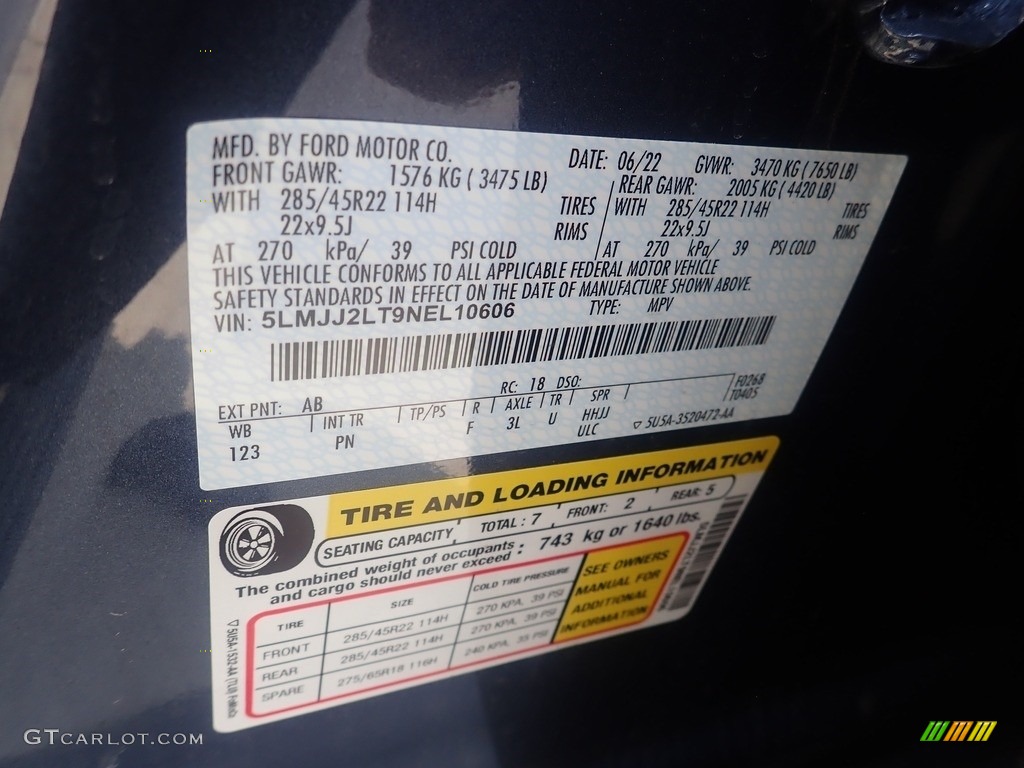 MFD. BY FORD MOTOR CO.
DATE: 06/22 GVWR: 3470 KG (7650 LB)
FRONT GAWR: 1576 KG ( 3475 LB)
REAR GAWR: 2005 KG ( 4420 LB)
WITH 285/45R22 114H TIRES
WITH 285/45R22 114H TIRES
22x9.5J RIMS
22x9.5J RIMS
AT 270 kPa/ 39 PSI COLD
AT 270 kPa/ 39 PSI COLD
THIS VEHICLE CONFORMS TO ALL APPLICABLE FEDERAL MOTOR VEHICLE
SAFETY STANDARDS IN EFFECT ON THE DATE OF MANUFACTURE SHOWN ABOVE.
VIN: 5LMJJ2LT9NEL10606 TYPE: MPV
EXT PNT: AB RC: 18 DSO: F0268
WB INT TR TP/PS R AXLE TR SPR T0405
123 PN F 3L U HHJJ
ULC
5U5A-3520472-AA
TIRE AND LOADING INFORMATION
SEATING CAPACITY TOTAL : 7 FRONT: 2 REAR: 5
The combined weight of occupants
and cargo should never exceed : 743 kg or 1640 lbs.
TIRE SIZE COLD TIRE PRESSURE
FRONT 285/45R22 114H 270 KPA, 39 PSI
REAR 285/45R22 114H 270 KPA, 39 PSI
SPARE 275/65R18 116H 240 KPA, 35 PSI
SEE OWNERS
MANUAL FOR
ADDITIONAL
INFORMATION
5U5A-1532-AA (TLU)
GTCARLOT.COM